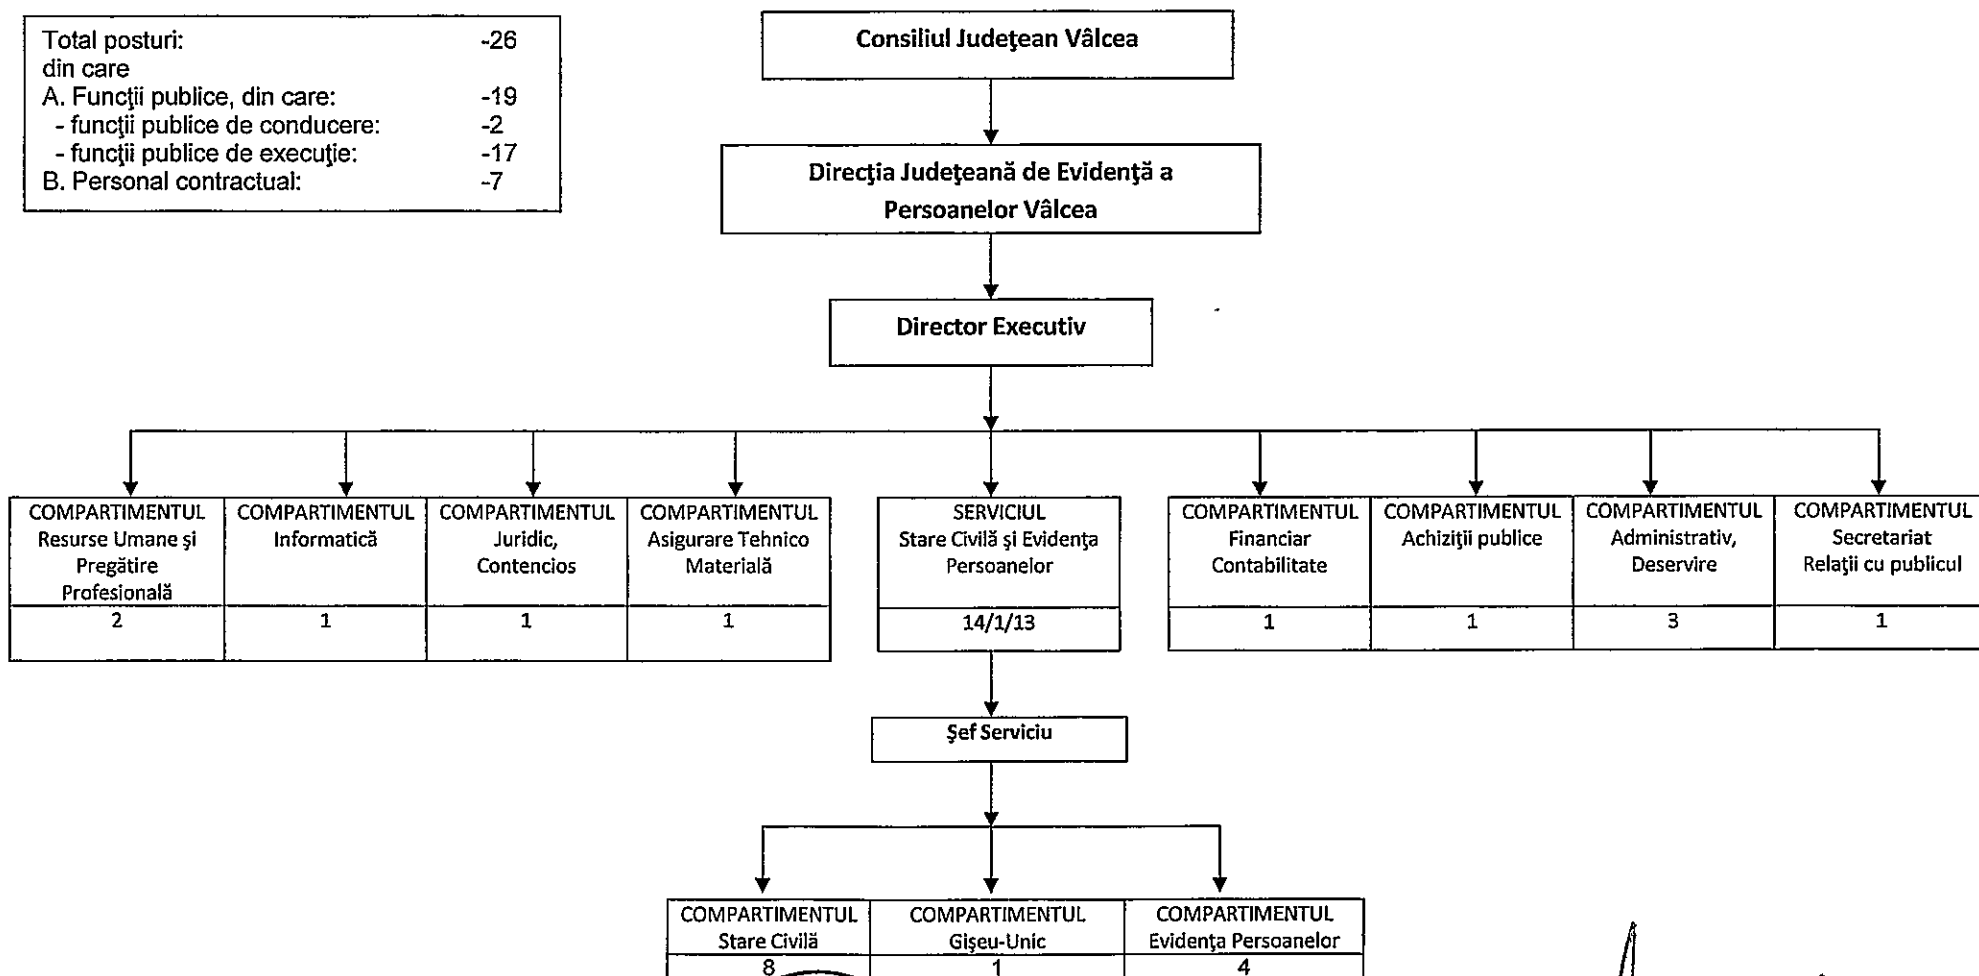 Total posturi: -26
din care
A. Funcţii publice, din care: -19
- funcţii publice de conducere: -2
- funcţii publice de execuţie: -17
B. Personal contractual: -7
Consiliul Judeţean Vâlcea
Direcţia Judeţeană de Evidenţă a
Persoanelor Vâlcea
Director Executiv
COMPARTIMENTUL
Resurse Umane şi
Pregătire
Profesională
2
COMPARTIMENTUL
Informatică
1
COMPARTIMENTUL
Juridic,
Contencios
1
COMPARTIMENTUL
Asigurare Tehnico
Materială
1
SERVICIUL
Stare Civilă şi Evidenţa
Persoanelor
14/1/13
COMPARTIMENTUL
Financiar
Contabilitate
1
COMPARTIMENTUL
Achiziţii publice
1
COMPARTIMENTUL
Administrativ,
Deservire
3
COMPARTIMENTUL
Secretariat
Relaţii cu publicul
1
Şef Serviciu
COMPARTIMENTUL
Stare Civilă
8
COMPARTIMENTUL
Gişeu-Unic
1
COMPARTIMENTUL
Evidenţa Persoanelor
4